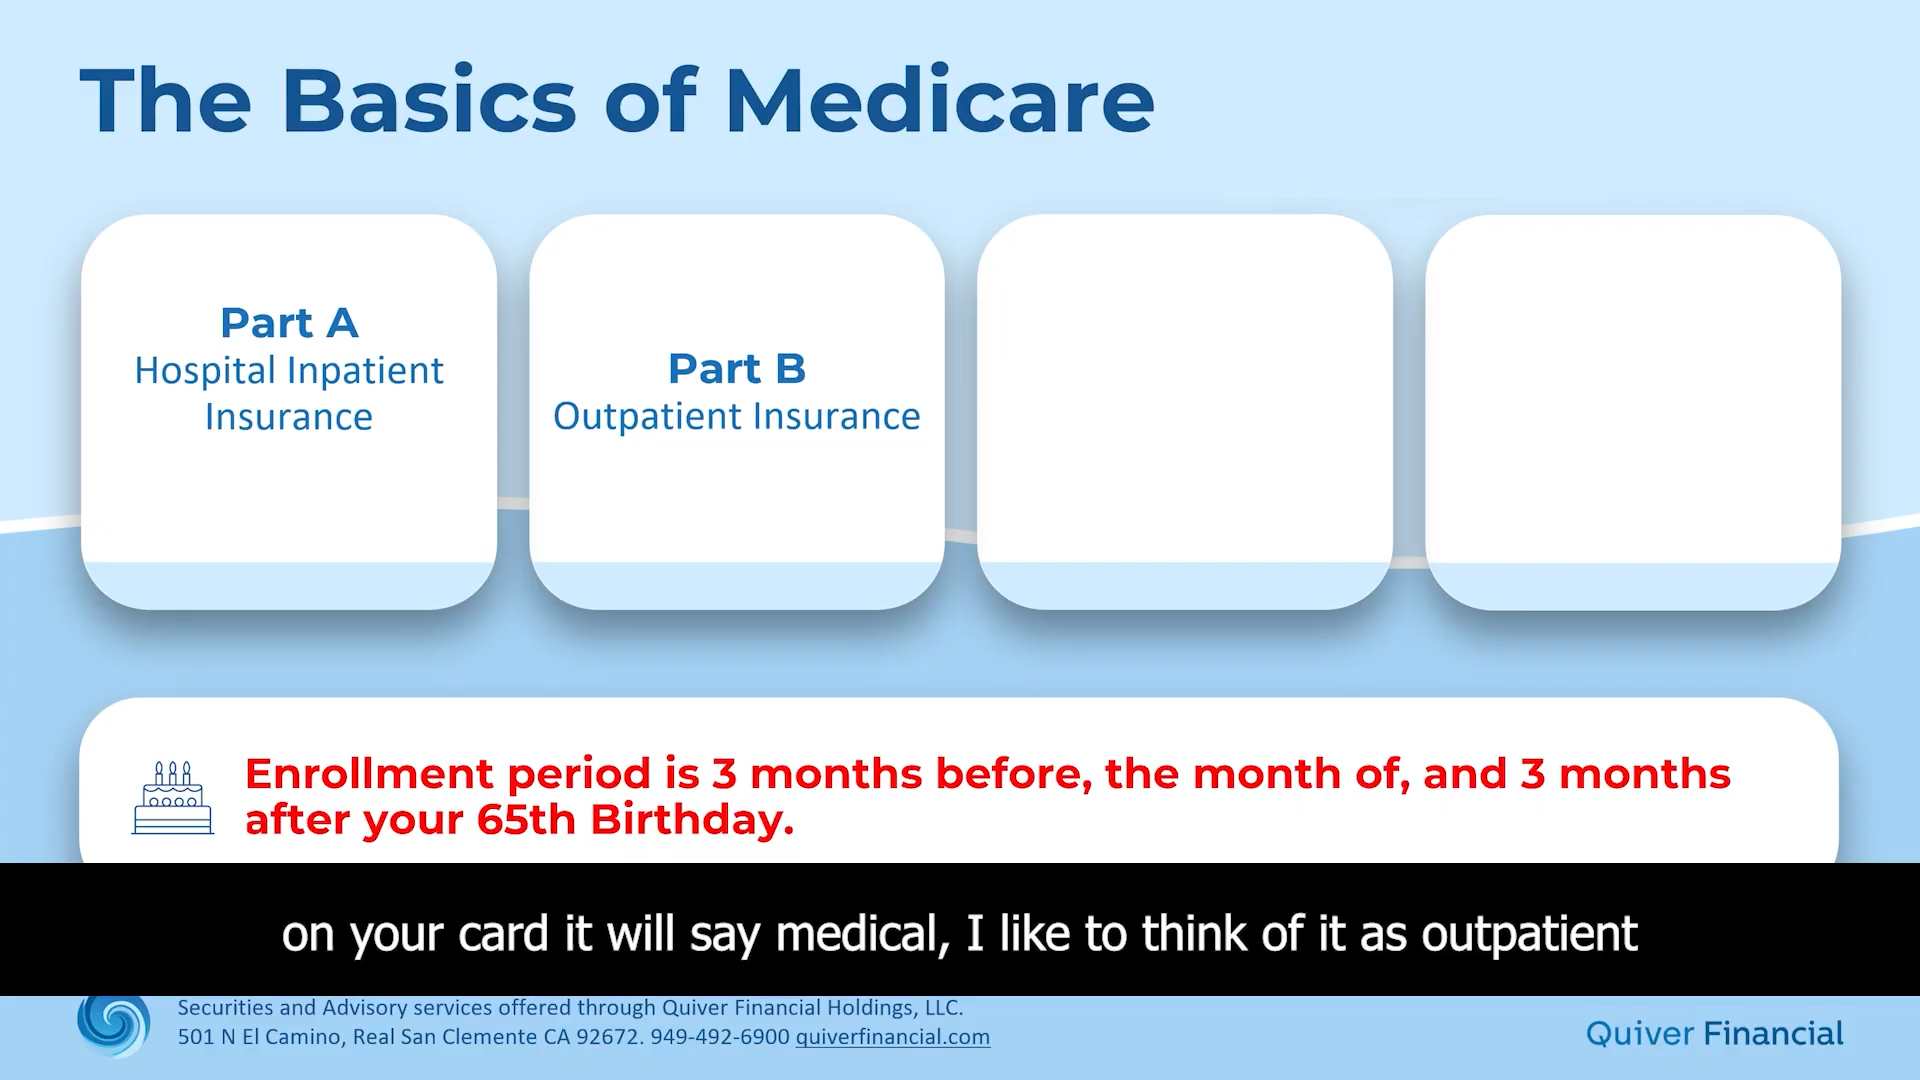 The Basics of Medicare
Part A
Hospital Inpatient
Insurance
Part B
Outpatient Insurance
Enrollment period is 3 months before, the month of, and 3 months
after your 65th Birthday.
on your card it will say medical, I like to think of it as outpatient
Securities and Advisory services offered through Quiver Financial Holdings, LLC.
501 N El Camino, Real San Clemente CA 92672. 949-492-6900 quiverfinancial.com
Quiver Financial